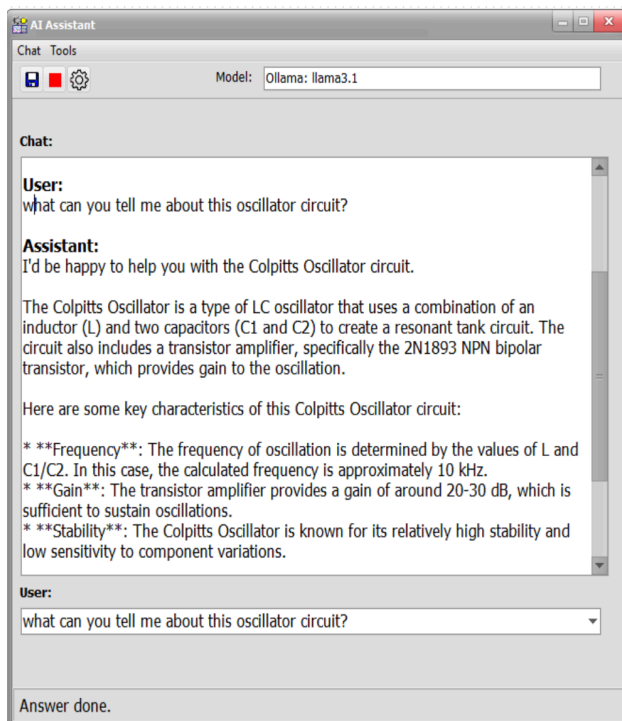 AI Assistant
Chat Tools
Model: Ollama: llama3.1
Chat:
User:
what can you tell me about this oscillator circuit?
Assistant:
I'd be happy to help you with the Colpitts Oscillator circuit.
The Colpitts Oscillator is a type of LC oscillator that uses a combination of an
inductor (L) and two capacitors (C1 and C2) to create a resonant tank circuit. The
circuit also includes a transistor amplifier, specifically the 2N1893 NPN bipolar
transistor, which provides gain to the oscillation.
Here are some key characteristics of this Colpitts Oscillator circuit:
* **Frequency**: The frequency of oscillation is determined by the values of L and
C1/C2. In this case, the calculated frequency is approximately 10 kHz.
* **Gain**: The transistor amplifier provides a gain of around 20-30 dB, which is
sufficient to sustain oscillations.
* **Stability**: The Colpitts Oscillator is known for its relatively high stability and
low sensitivity to component variations.
User:
what can you tell me about this oscillator circuit?
Answer done.